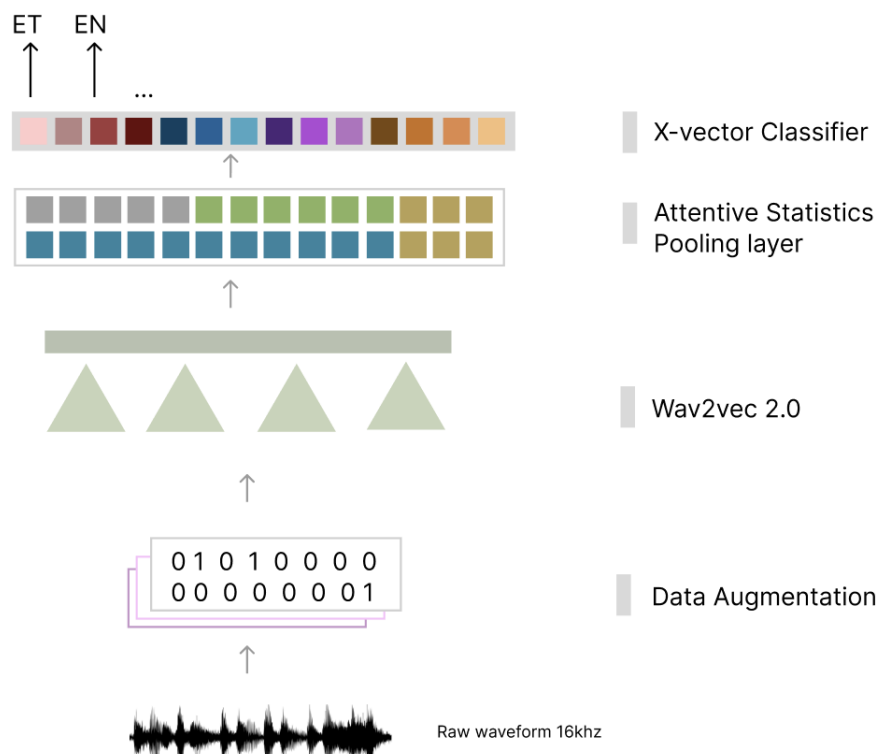 ET EN
...
X-vector Classifier
Attentive Statistics
Pooling layer
Wav2vec 2.0
0 1 0 1 0 0 0 0
0 0 0 0 0 0 0 1
Data Augmentation
Raw waveform 16khz